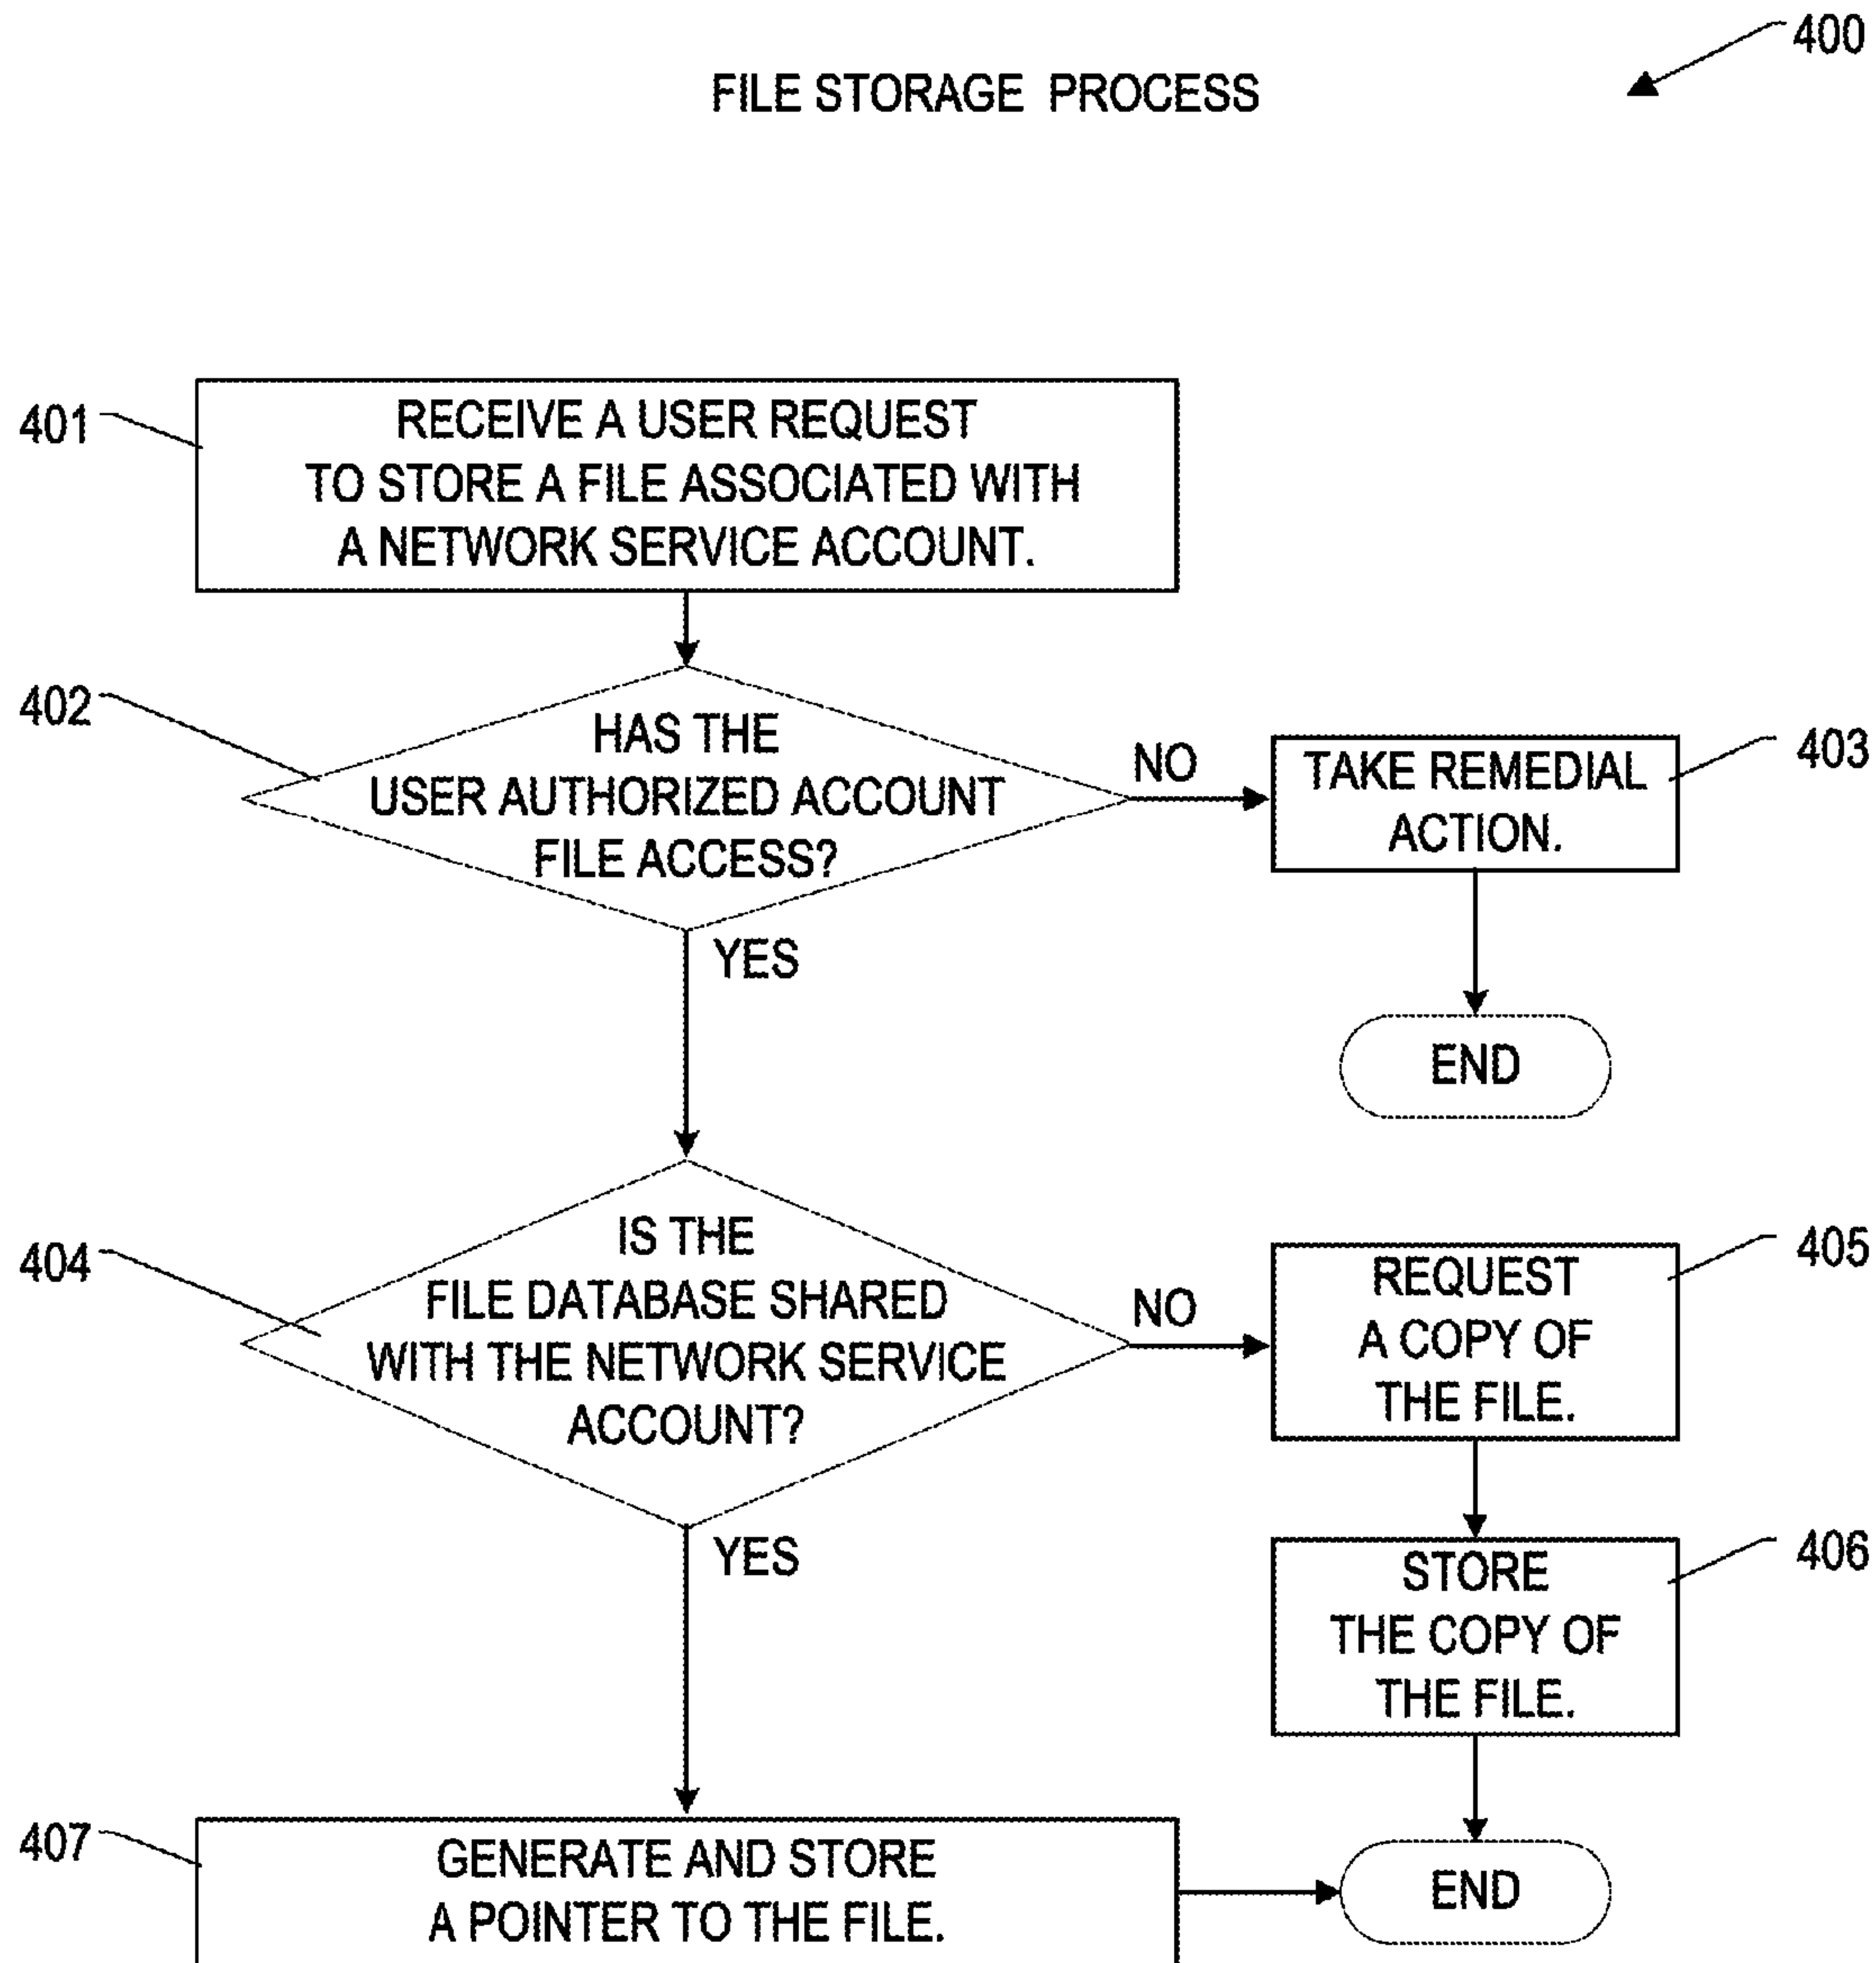 400
FILE STORAGE PROCESS
401
RECEIVE A USER REQUEST
TO STORE A FILE ASSOCIATED WITH
A NETWORK SERVICE ACCOUNT.
402
HAS THE
USER AUTHORIZED ACCOUNT
FILE ACCESS?
NO
403
TAKE REMEDIAL
ACTION.
YES
END
404
IS THE
FILE DATABASE SHARED
WITH THE NETWORK SERVICE
ACCOUNT?
NO
405
REQUEST
A COPY OF
THE FILE.
YES
406
STORE
THE COPY OF
THE FILE.
407
GENERATE AND STORE
A POINTER TO THE FILE.
END